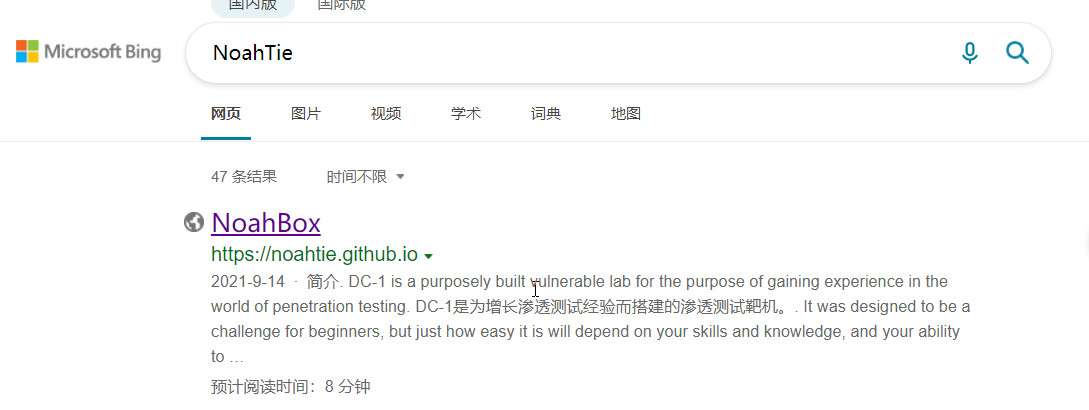 国内版 国际版
Microsoft Bing NoahTie
网页 图片 视频 学术 词典 地图
47 条结果 时间不限
NoahBox
https://noahtie.github.io
2021-9-14 · 简介. DC-1 is a purposely built vulnerable lab for the purpose of gaining experience in the
world of penetration testing. DC-1是为增长渗透测试经验而搭建的渗透测试靶机。. It was designed to be a
challenge for beginners, but just how easy it is will depend on your skills and knowledge, and your ability
to …
预计阅读时间：8 分钟